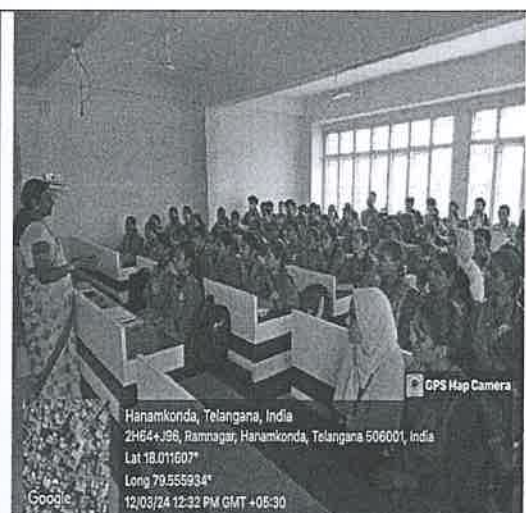 GPS Map Camera
Hanamkonda, Telangana, India
2H64+J96, Ramnagar, Hanamkonda, Telangana 506001, India
Lat 18.011607°
Long 79.555934°
12/03/24 12:32 PM GMT +05:30
Google